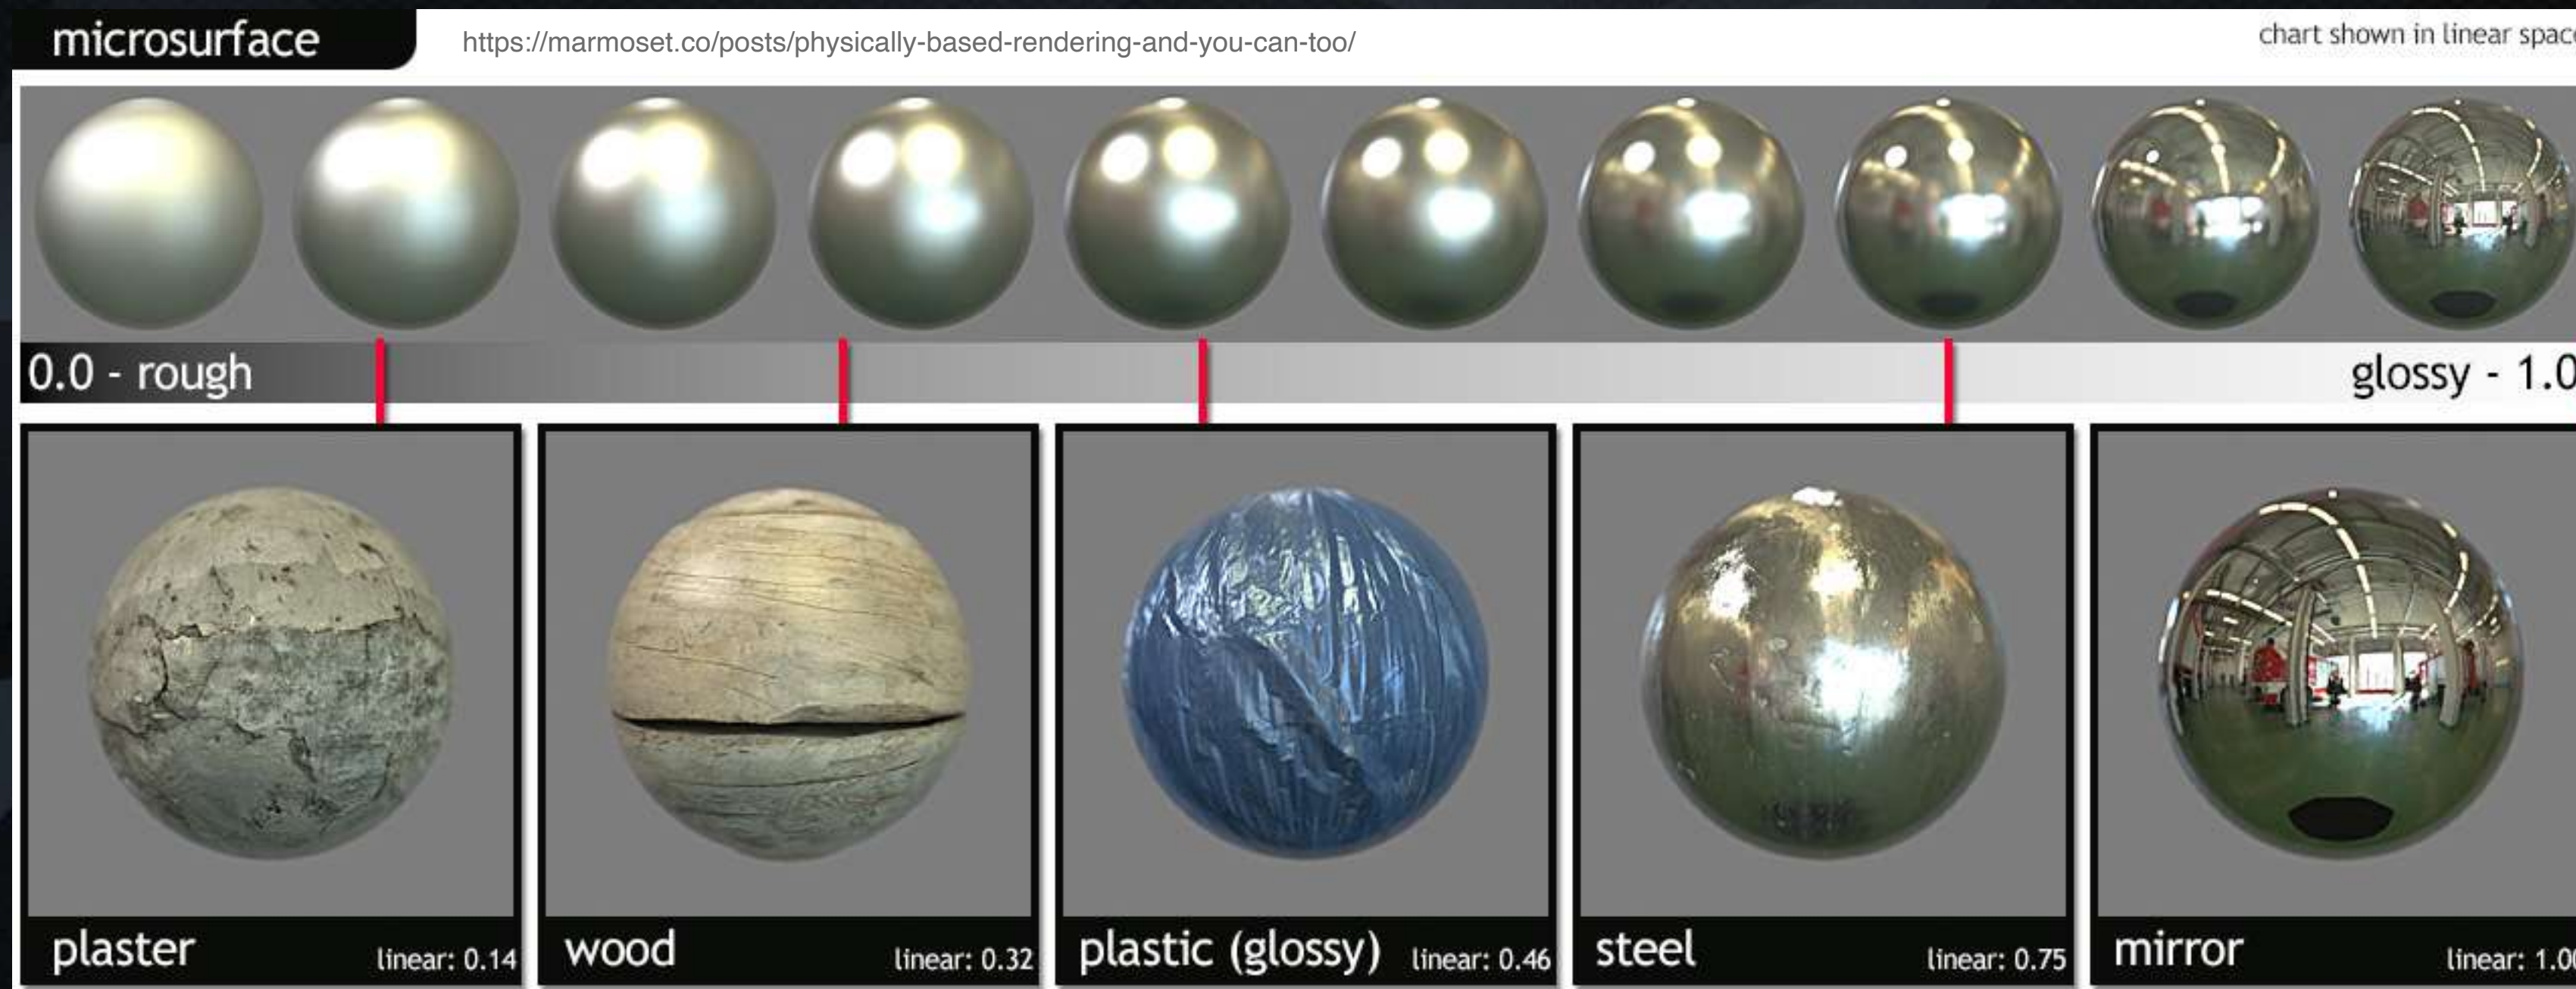 microsurface
https://marmoset.co/posts/physically-based-rendering-and-you-can-too/
chart shown in linear space
0.0 - rough
glossy - 1.0
plaster
linear: 0.14
wood
linear: 0.32
plastic (glossy)
linear: 0.46
steel
linear: 0.75
mirror
linear: 1.00